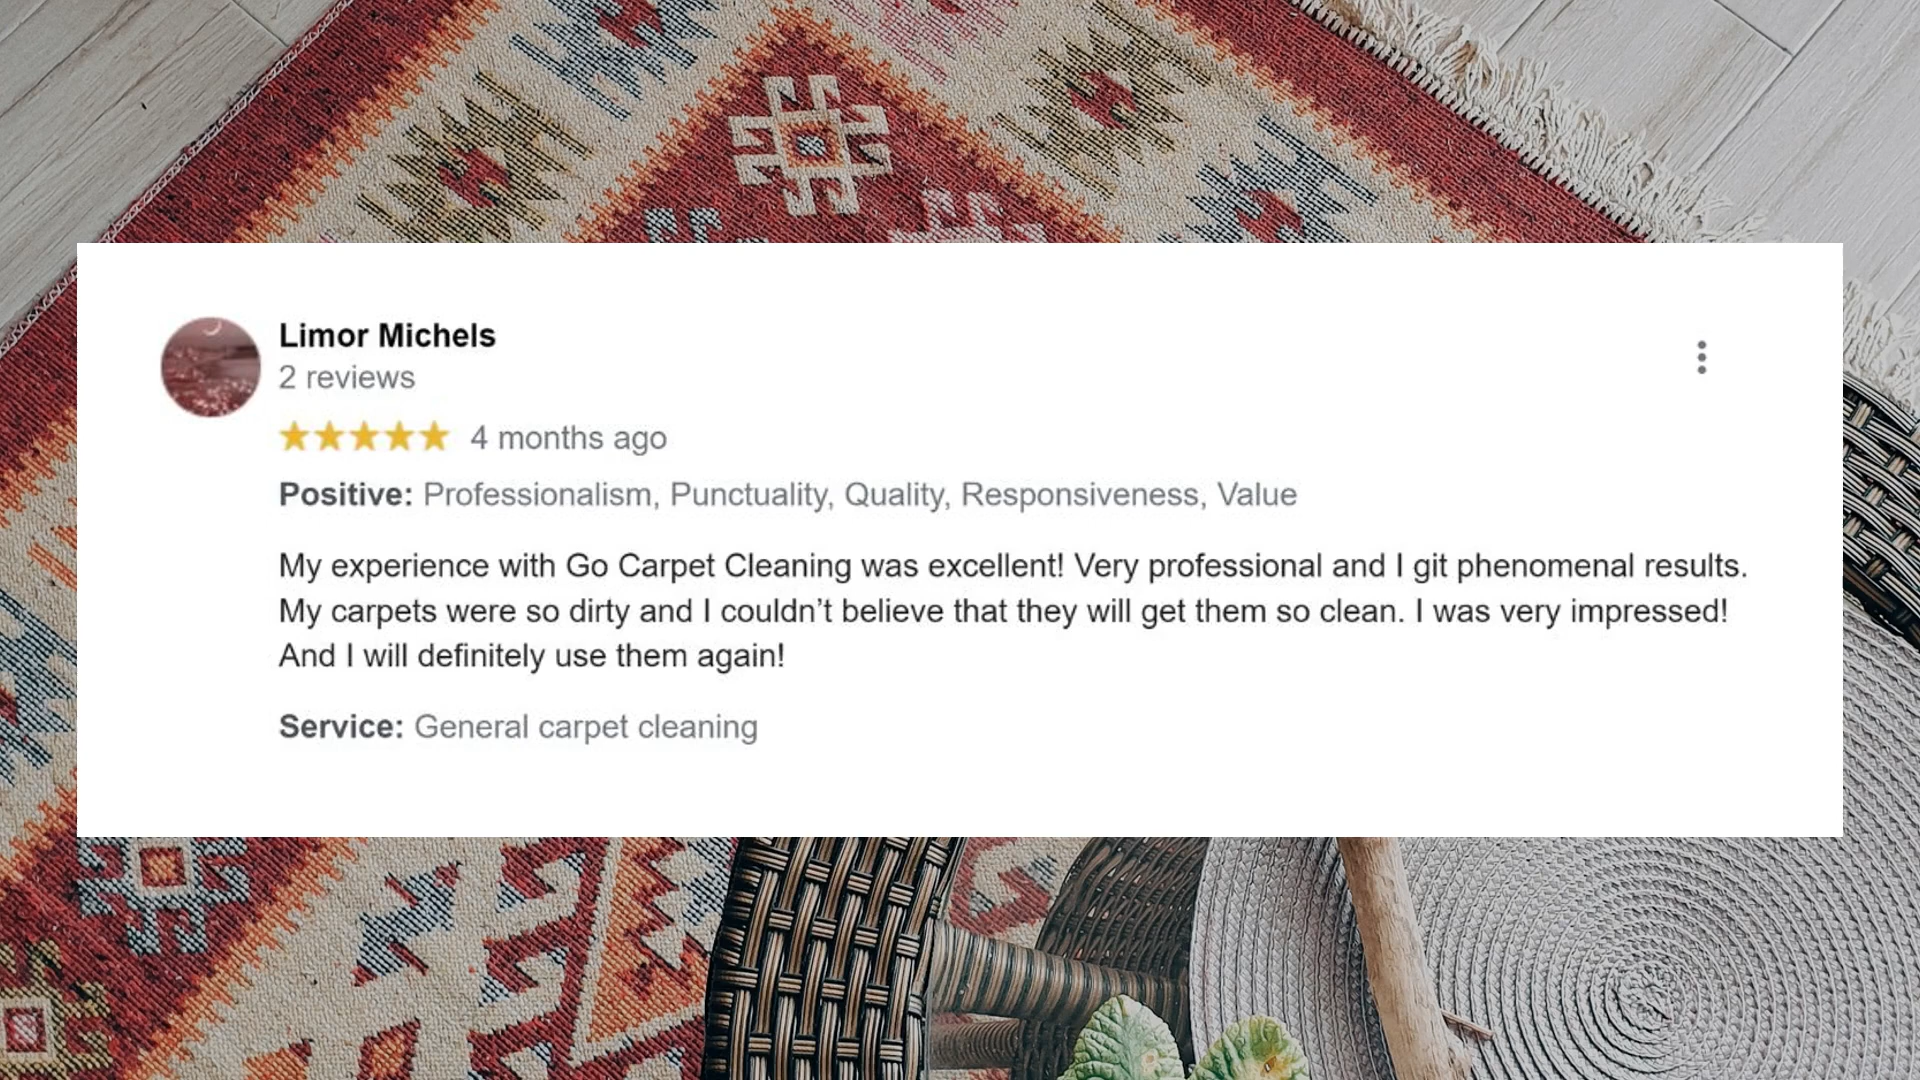 Limor Michels
2 reviews
4 months ago
Positive: Professionalism, Punctuality, Quality, Responsiveness, Value
My experience with Go Carpet Cleaning was excellent! Very professional and I git phenomenal results.
My carpets were so dirty and I couldn’t believe that they will get them so clean. I was very impressed!
And I will definitely use them again!
Service: General carpet cleaning